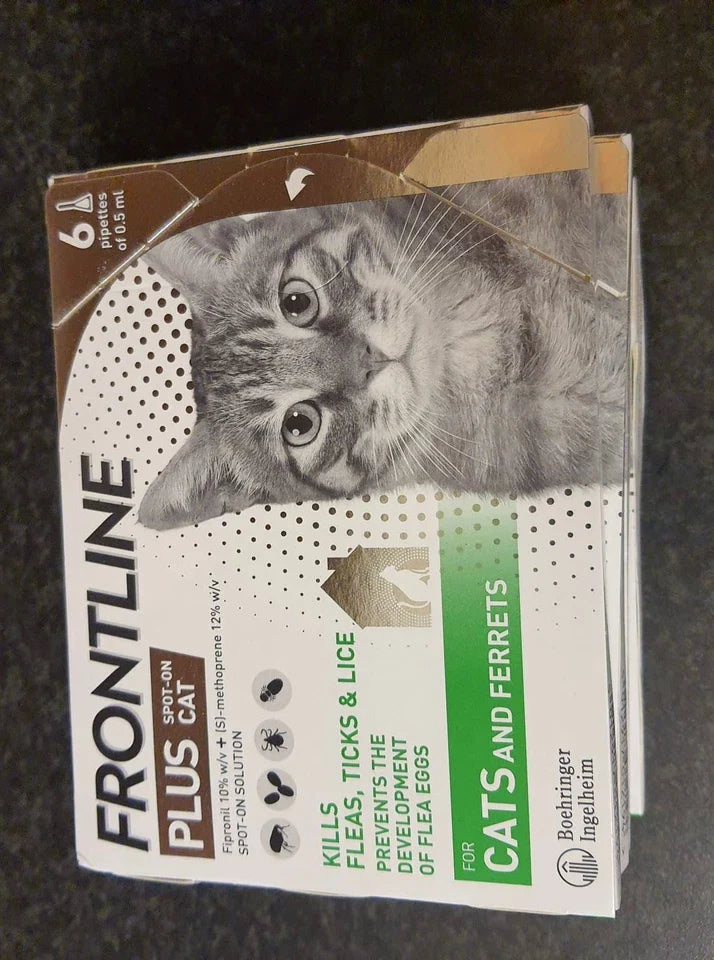 FRONTLINE
PLUS SPOT-ON CAT
Fipronil 10% w/v + (S)-methoprene 12% w/v
SPOT-ON SOLUTION
6 pipettes of 0.5 ml
KILLS
FLEAS, TICKS & LICE
PREVENTS THE
DEVELOPMENT
OF FLEA EGGS
FOR
CATS AND FERRETS
Boehringer
Ingelheim